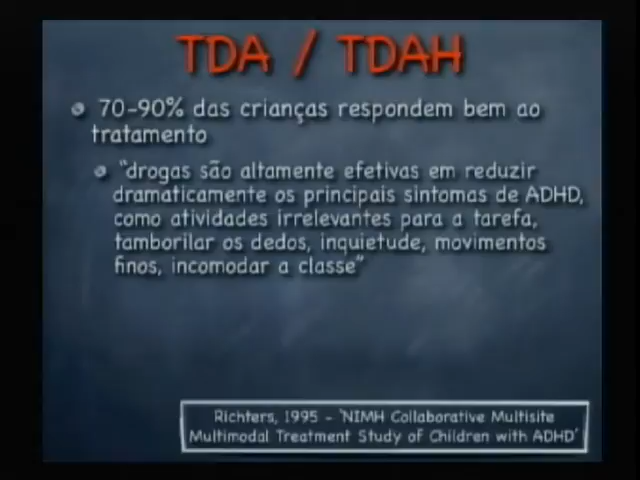 TDA / TDAH
70-90% das crianças respondem bem ao
tratamento
"drogas são altamente efetivas em reduzir
dramaticamente os principais sintomas de ADHD,
como atividades irrelevantes para a tarefa,
tamborilar os dedos, inquietude, movimentos
finos, incomodar a classe"
Richters, 1995 - 'NIMH Collaborative Multisite
Multimodal Treatment Study of Children with ADHD'